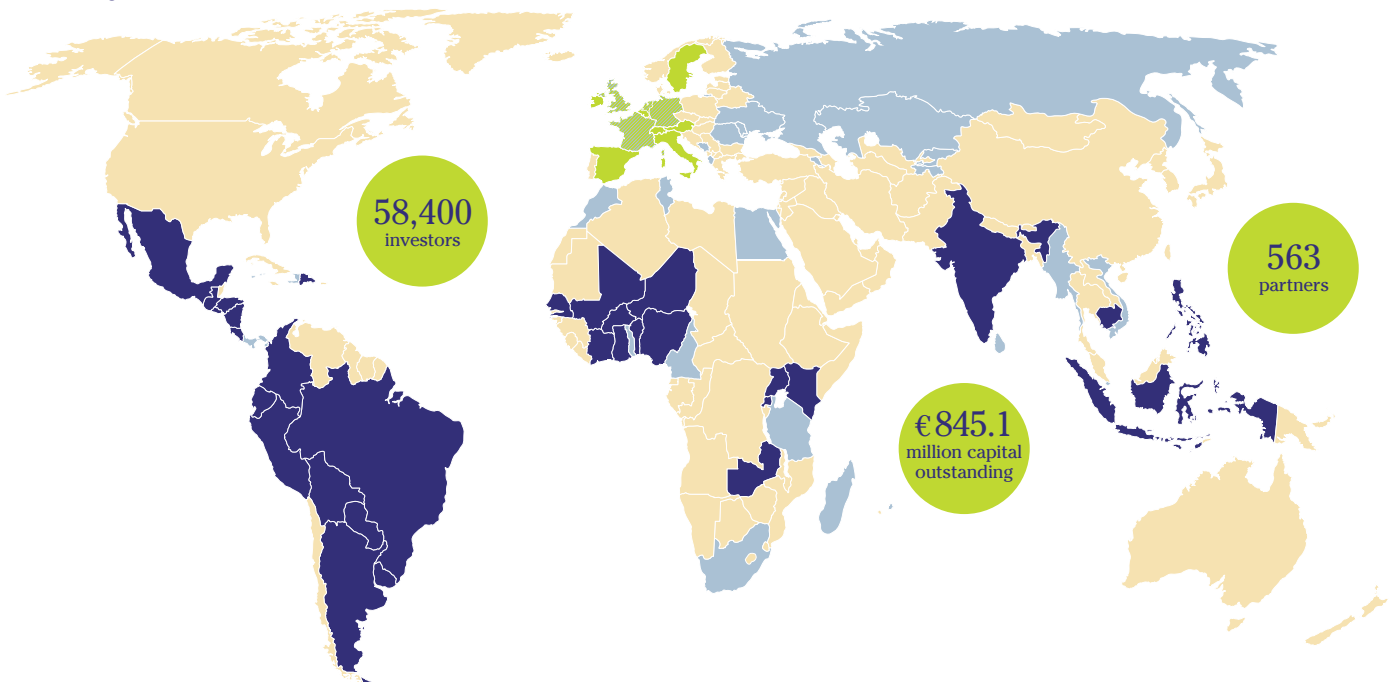 58,400
investors
563
partners
€845.1
million capital
outstanding